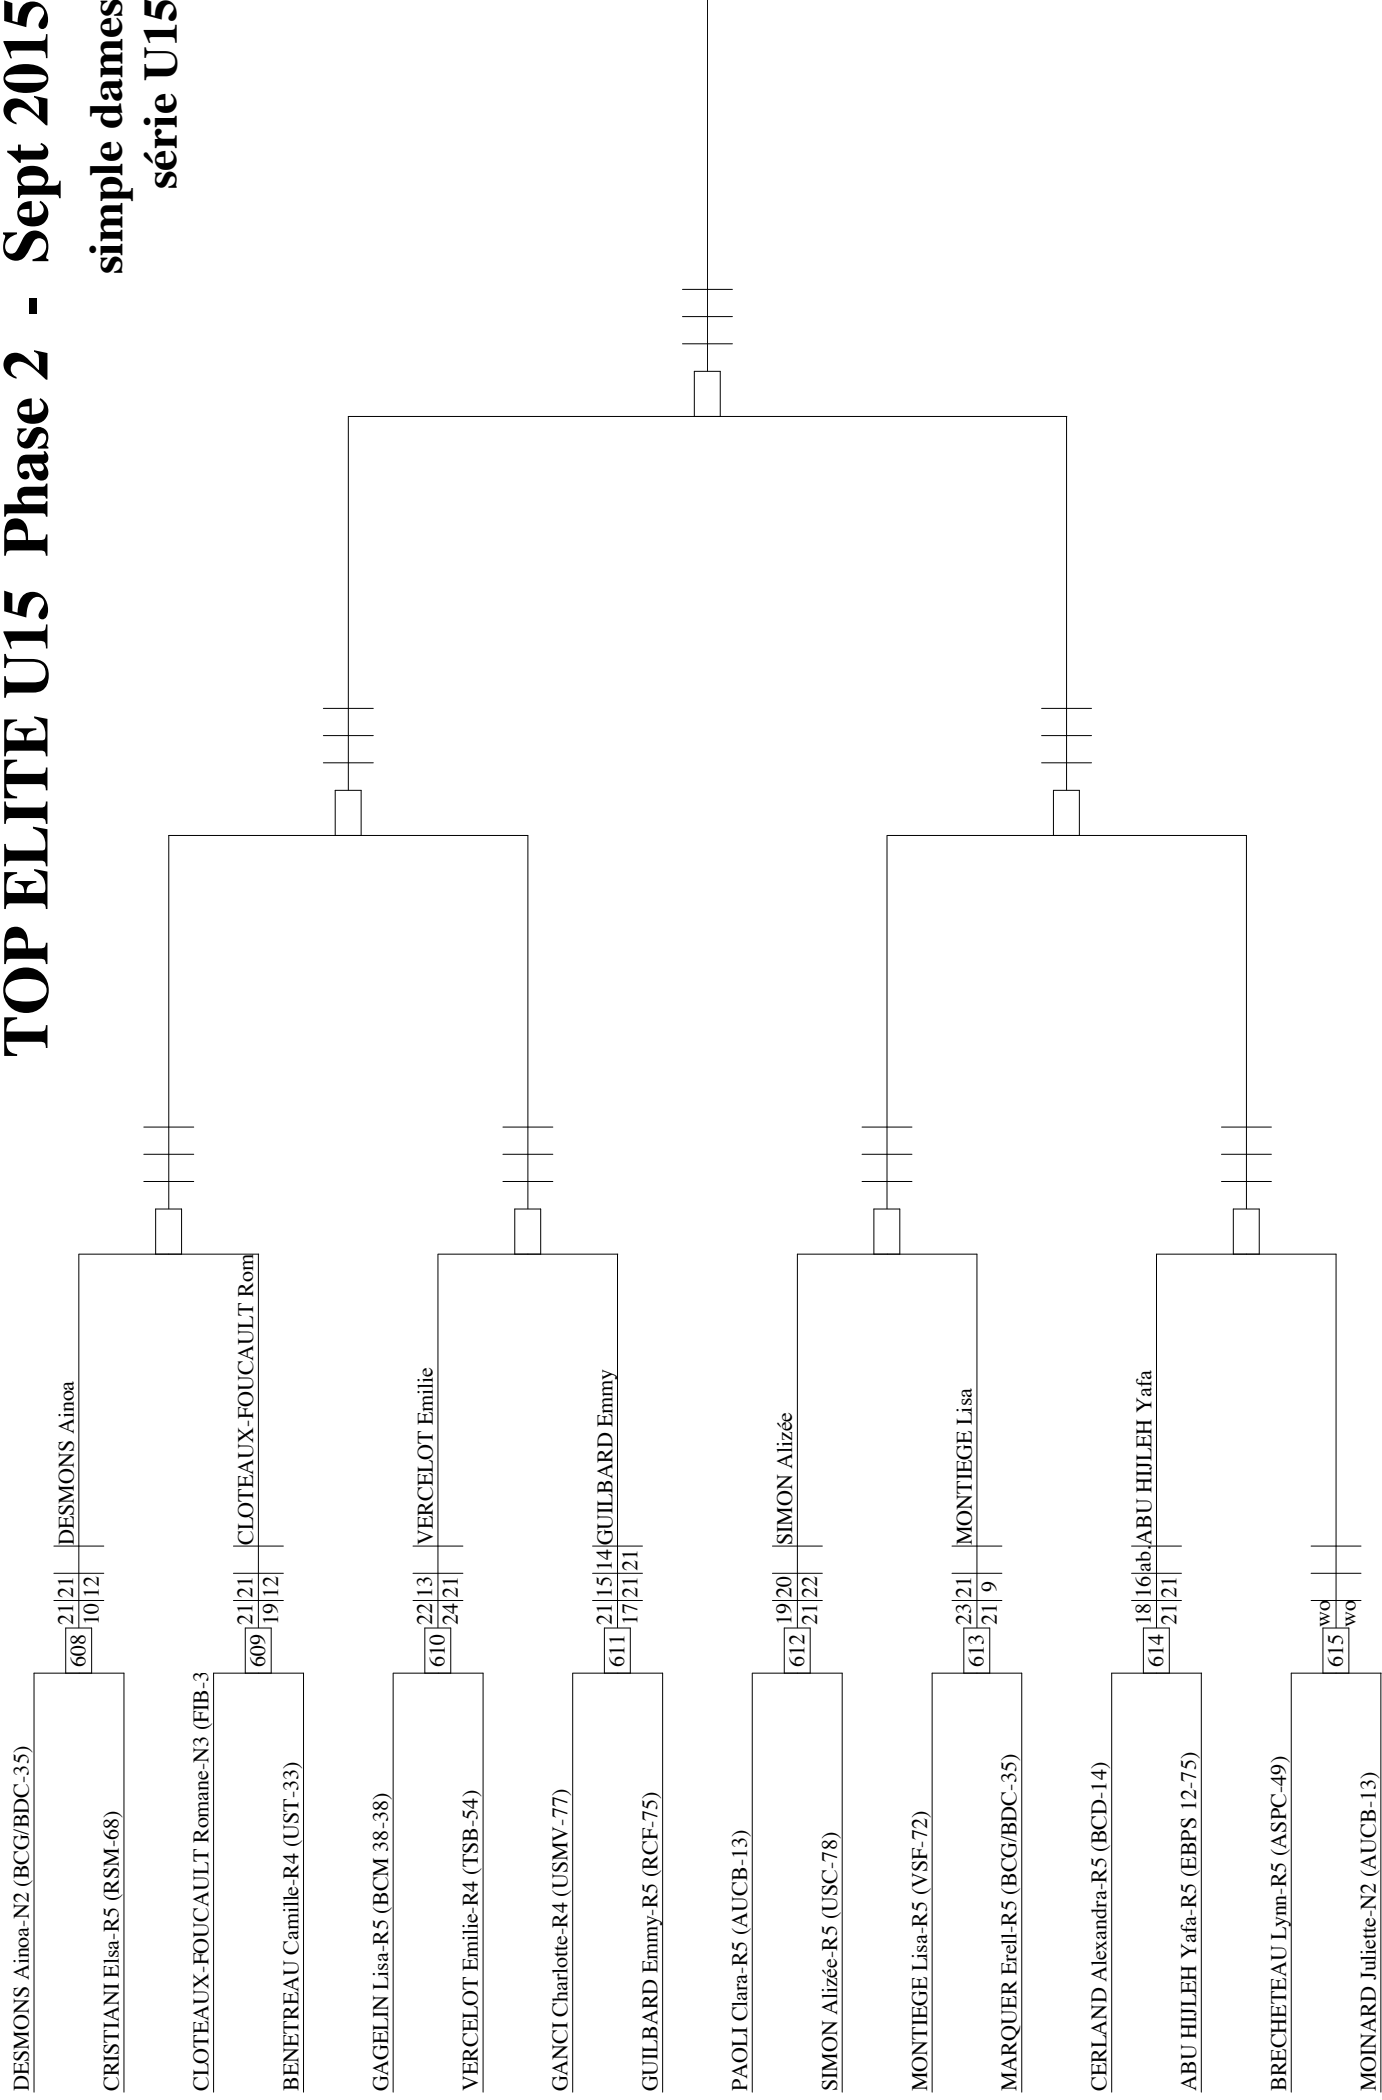 TOP ELITE U15 Phase 2 - Sept 2015
simple dames
série U15
DESMONS Ainoa-N2 (BCG/BDC-35)
608
21 21
10 12
DESMONS Ainoa
CRISTIANI Elsa-R5 (RSM-68)
CLOTEAUX-FOUCAULT Romane-N3 (FIB-3
609
21 21
19 12
CLOTEAUX-FOUCAULT Rom
BENETREAU Camille-R4 (UST-33)
GAGELIN Lisa-R5 (BCM 38-38)
610
22 13
24 21
VERCELOT Emilie
VERCELOT Emilie-R4 (TSB-54)
GANCI Charlotte-R4 (USMV-77)
611
21 15 14
17 21 21
GUILBARD Emmy
GUILBARD Emmy-R5 (RCF-75)
PAOLI Clara-R5 (AUCB-13)
612
19 20
21 22
SIMON Alizée
SIMON Alizée-R5 (USC-78)
MONTIEGE Lisa-R5 (VSF-72)
613
23 21
21 9
MONTIEGE Lisa
MARQUER Erell-R5 (BCG/BDC-35)
CERLAND Alexandra-R5 (BCD-14)
614
18 16 ab.
21 21
ABU HIJLEH Yafa
ABU HIJLEH Yafa-R5 (EBPS 12-75)
BRECHETEAU Lynn-R5 (ASPC-49)
615
wo
wo
MOINARD Juliette-N2 (AUCB-13)